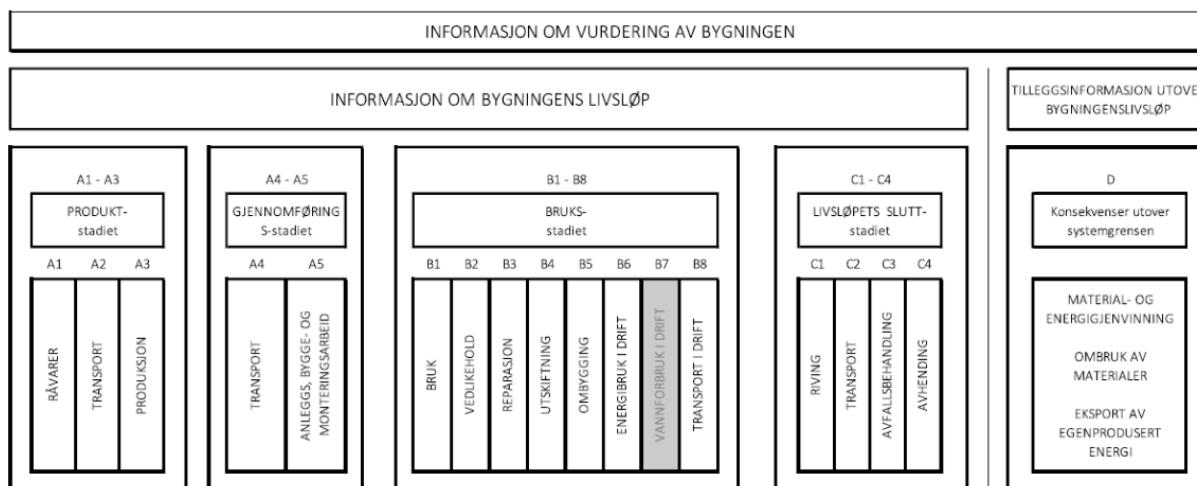 INFORMASJON OM VURDERING AV BYGNINGEN
INFORMASJON OM BYGNINGENS LIVSLØP
TILLEGGSINFORMASJON UTOVE
BYGNINGENSLIVSLØP
A1 - A3
PRODUKT-
stadiet
A1 A2 A3
RÅVARER
TRANSPORT
PRODUKSJON
A4 - A5
GJENNOMFØRING
S-stadiet
A4 A5
TRANSPORT
ANLEGGS, BYGGE- OG
MONTERINGSARBEID
B1 - B8
BRUKS-
stadiet
B1 B2 B3 B4 B5 B6 B7 B8
BRUK
VEDLIKEHOLD
REPARASJON
UTSKIFTNING
OMBYGGING
ENERGIBRUK I DRIFT
VANNFORBRUK I DRIFT
TRANSPORT I DRIFT
C1 - C4
LIVSLØPETS SLUTT-
stadiet
C1 C2 C3 C4
RIVING
TRANSPORT
AVFALLSBEHANDLING
AVHENDING
D
Konsekvenser utover
systemgrensen
MATERIAL- OG
ENERGIGJENVINNING
OMBRUK AV
MATERIALER
EKSPORT AV
EGENPRODUSERT
ENERGI